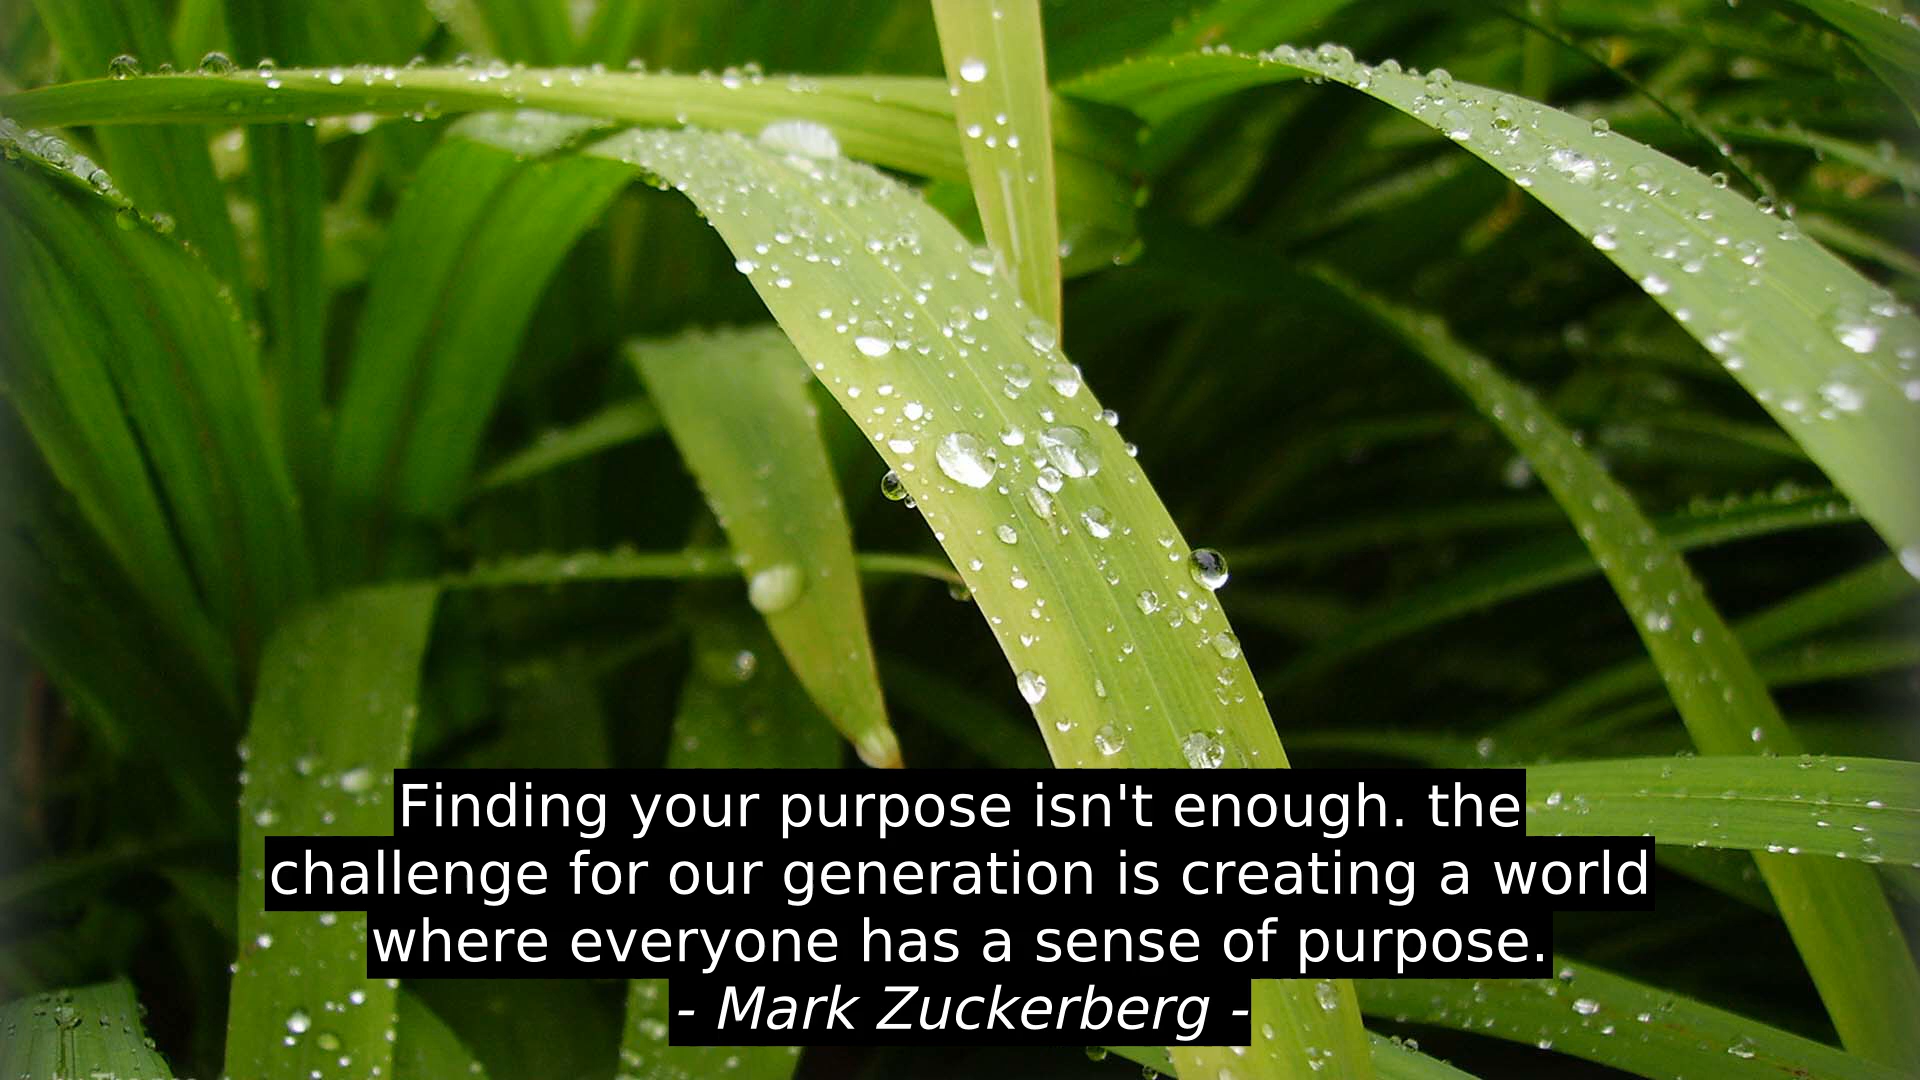 Finding your purpose isn't enough. the
challenge for our generation is creating a world
where everyone has a sense of purpose.
- Mark Zuckerberg -